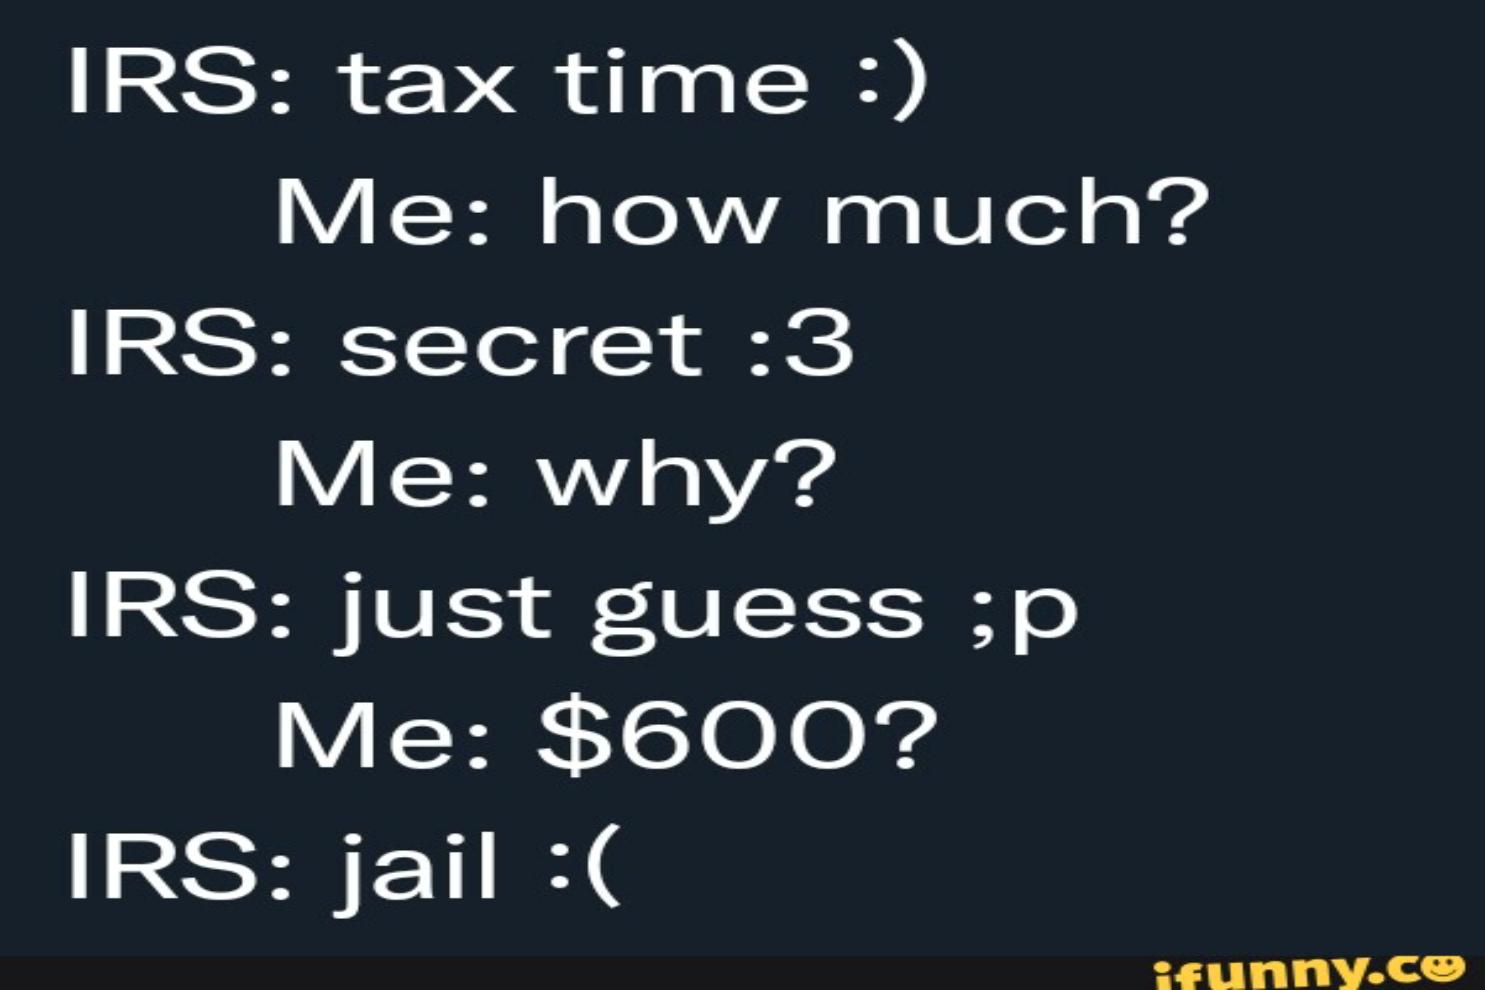 IRS: tax time :)
Me: how much?
IRS: secret :3
Me: why?
IRS: just guess ;p
Me: $600?
IRS: jail :(
ifunny.co